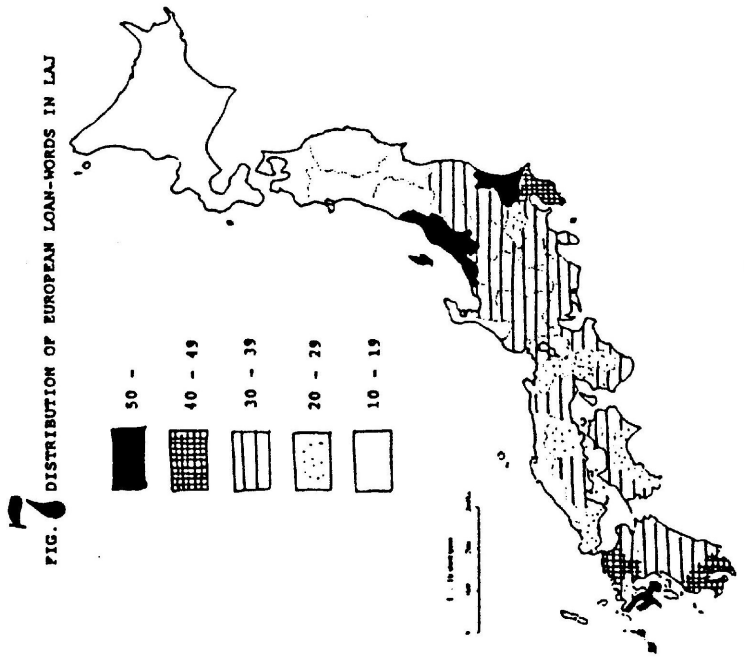 FIG. 7 DISTRIBUTION OF EUROPEAN LOAN-WORDS IN LAJ
50 -
40 - 49
30 - 39
20 - 29
10 - 19